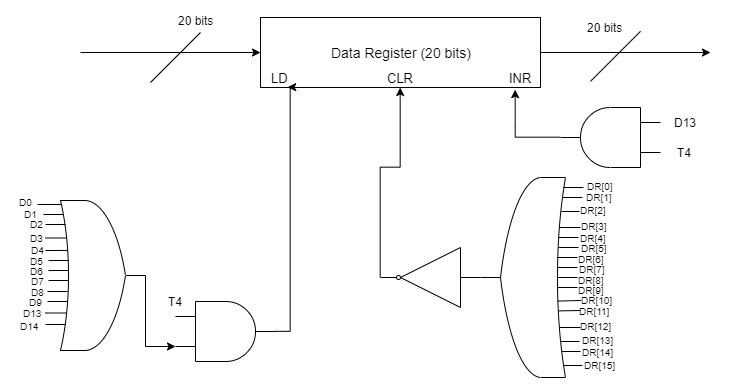 20 bits
20 bits
Data Register (20 bits)
LD
CLR
INR
D13
T4
D0
D1
D2
D3
D4
D5
D6
D7
D8
D9
D13
D14
T4
DR[0]
DR[1]
DR[2]
DR[3]
DR[4]
DR[5]
DR[6]
DR[7]
DR[8]
DR[9]
DR[10]
DR[11]
DR[12]
DR[13]
DR[14]
DR[15]